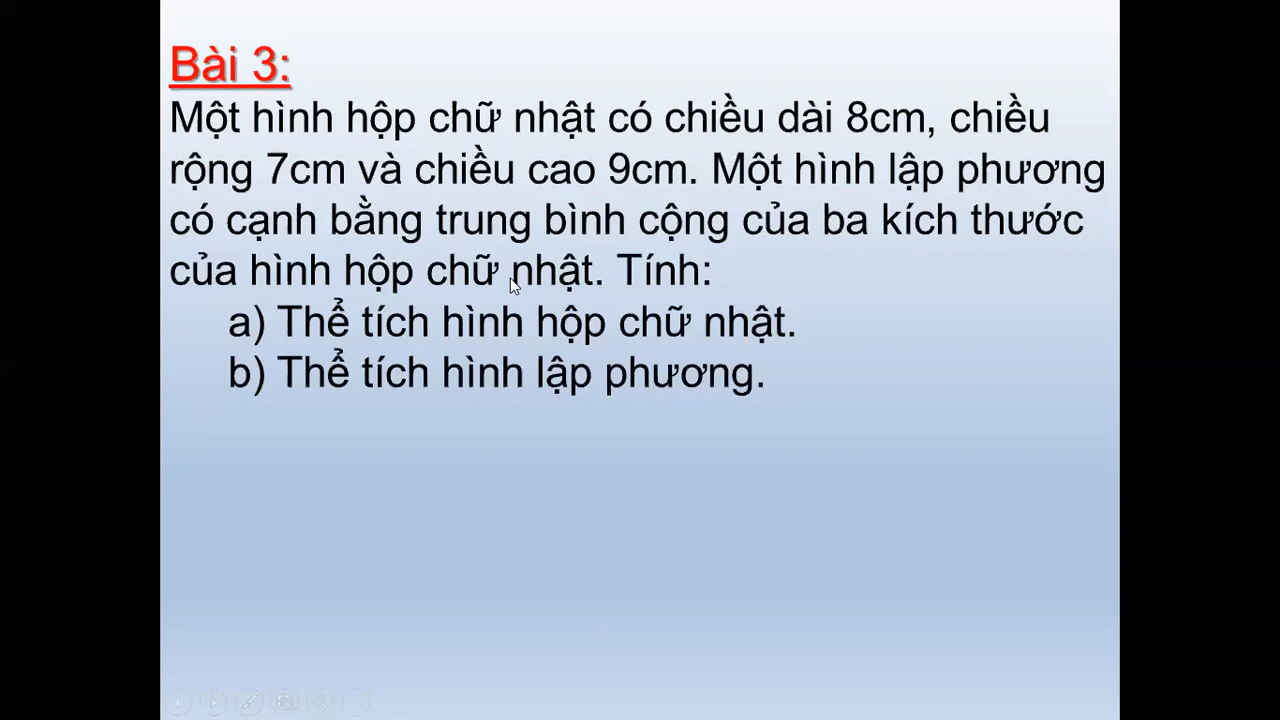 Bài 3:
Một hình hộp chữ nhật có chiều dài 8cm, chiều
rộng 7cm và chiều cao 9cm. Một hình lập phương
có cạnh bằng trung bình cộng của ba kích thước
của hình hộp chữ nhật. Tính:
a) Thể tích hình hộp chữ nhật.
b) Thể tích hình lập phương.